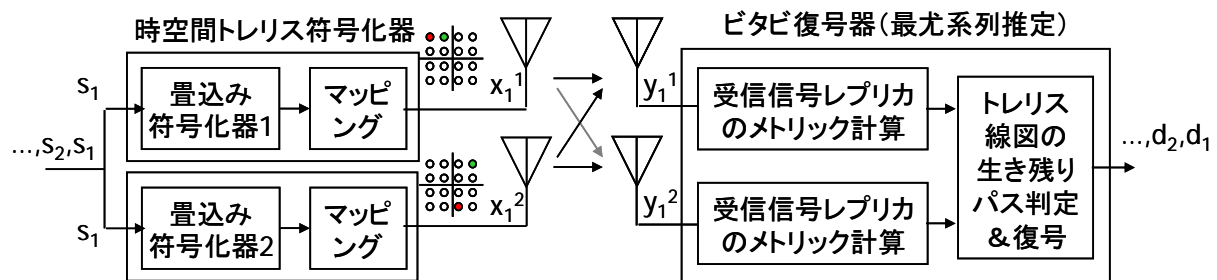 時空間トレリス符号化器
ビタビ復号器(最尤系列推定)
s1
畳込み
符号化器1
マッピ
ング
x1^1
y1^1
受信信号レプリカ
のメトリック計算
トレリス
線図の
生き残り
パス判定
&復号
...,s2,s1
...,d2,d1
s1
畳込み
符号化器2
マッピ
ング
x1^2
y1^2
受信信号レプリカ
のメトリック計算